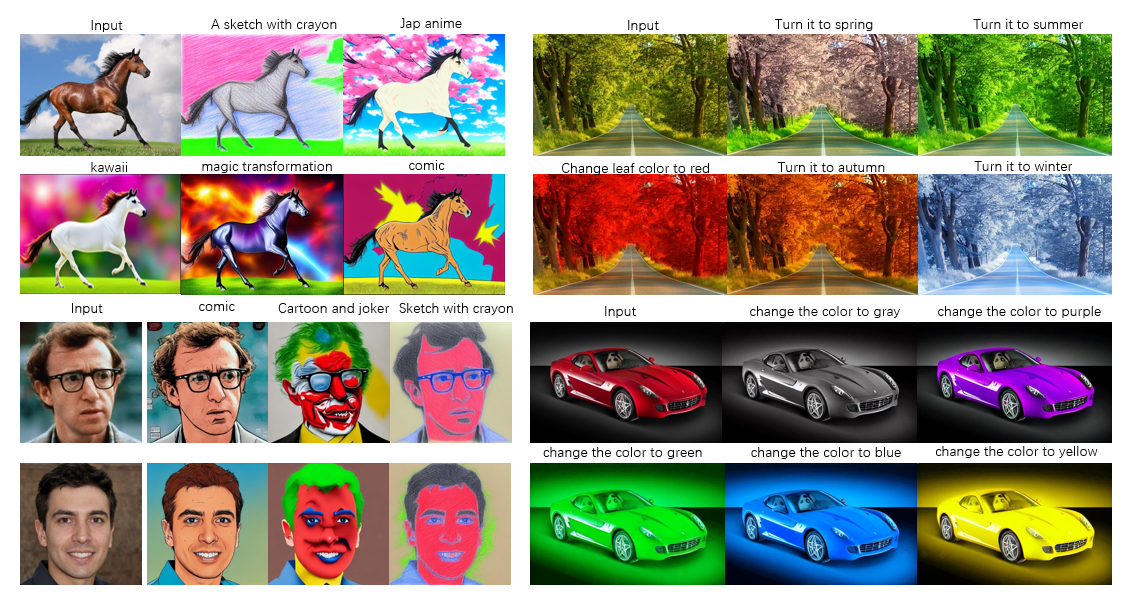 Input
A sketch with crayon
Jap anime
Input
Turn it to spring
Turn it to summer
kawaii
magic transformation
comic
Change leaf color to red
Turn it to autumn
Turn it to winter
Input
comic
Cartoon and joker
Sketch with crayon
Input
change the color to gray
change the color to purple
change the color to green
change the color to blue
change the color to yellow